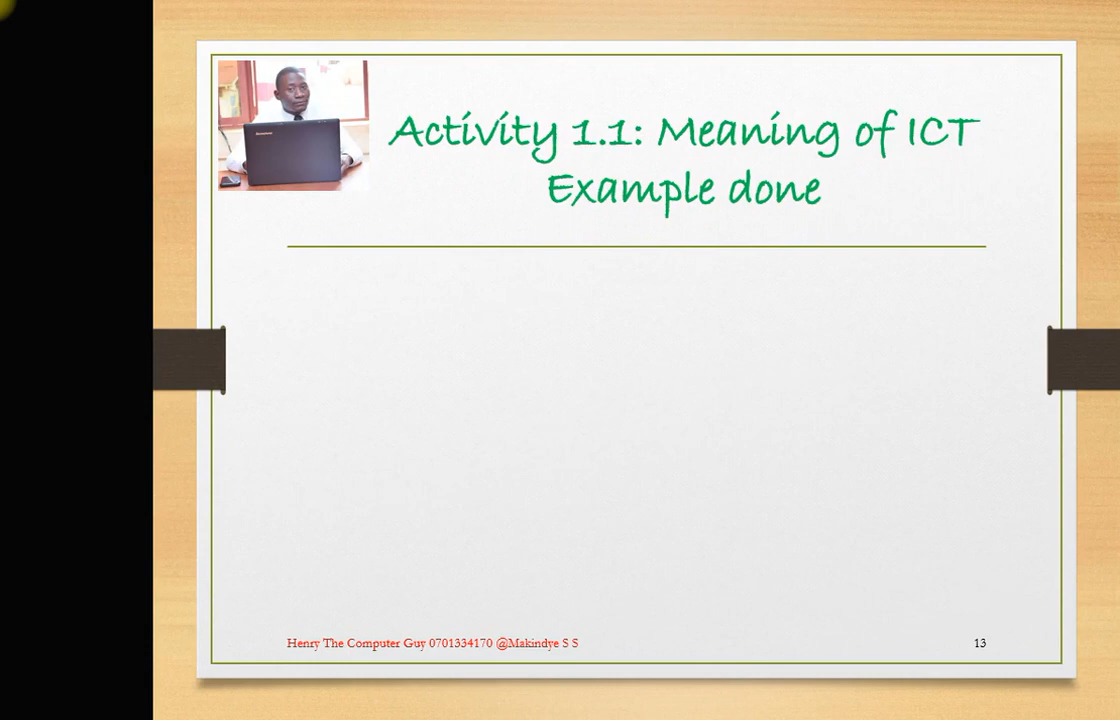 Activity 1.1: Meaning of ICT
Example done
Henry The Computer Guy 0701334170 @Makindye S S
13